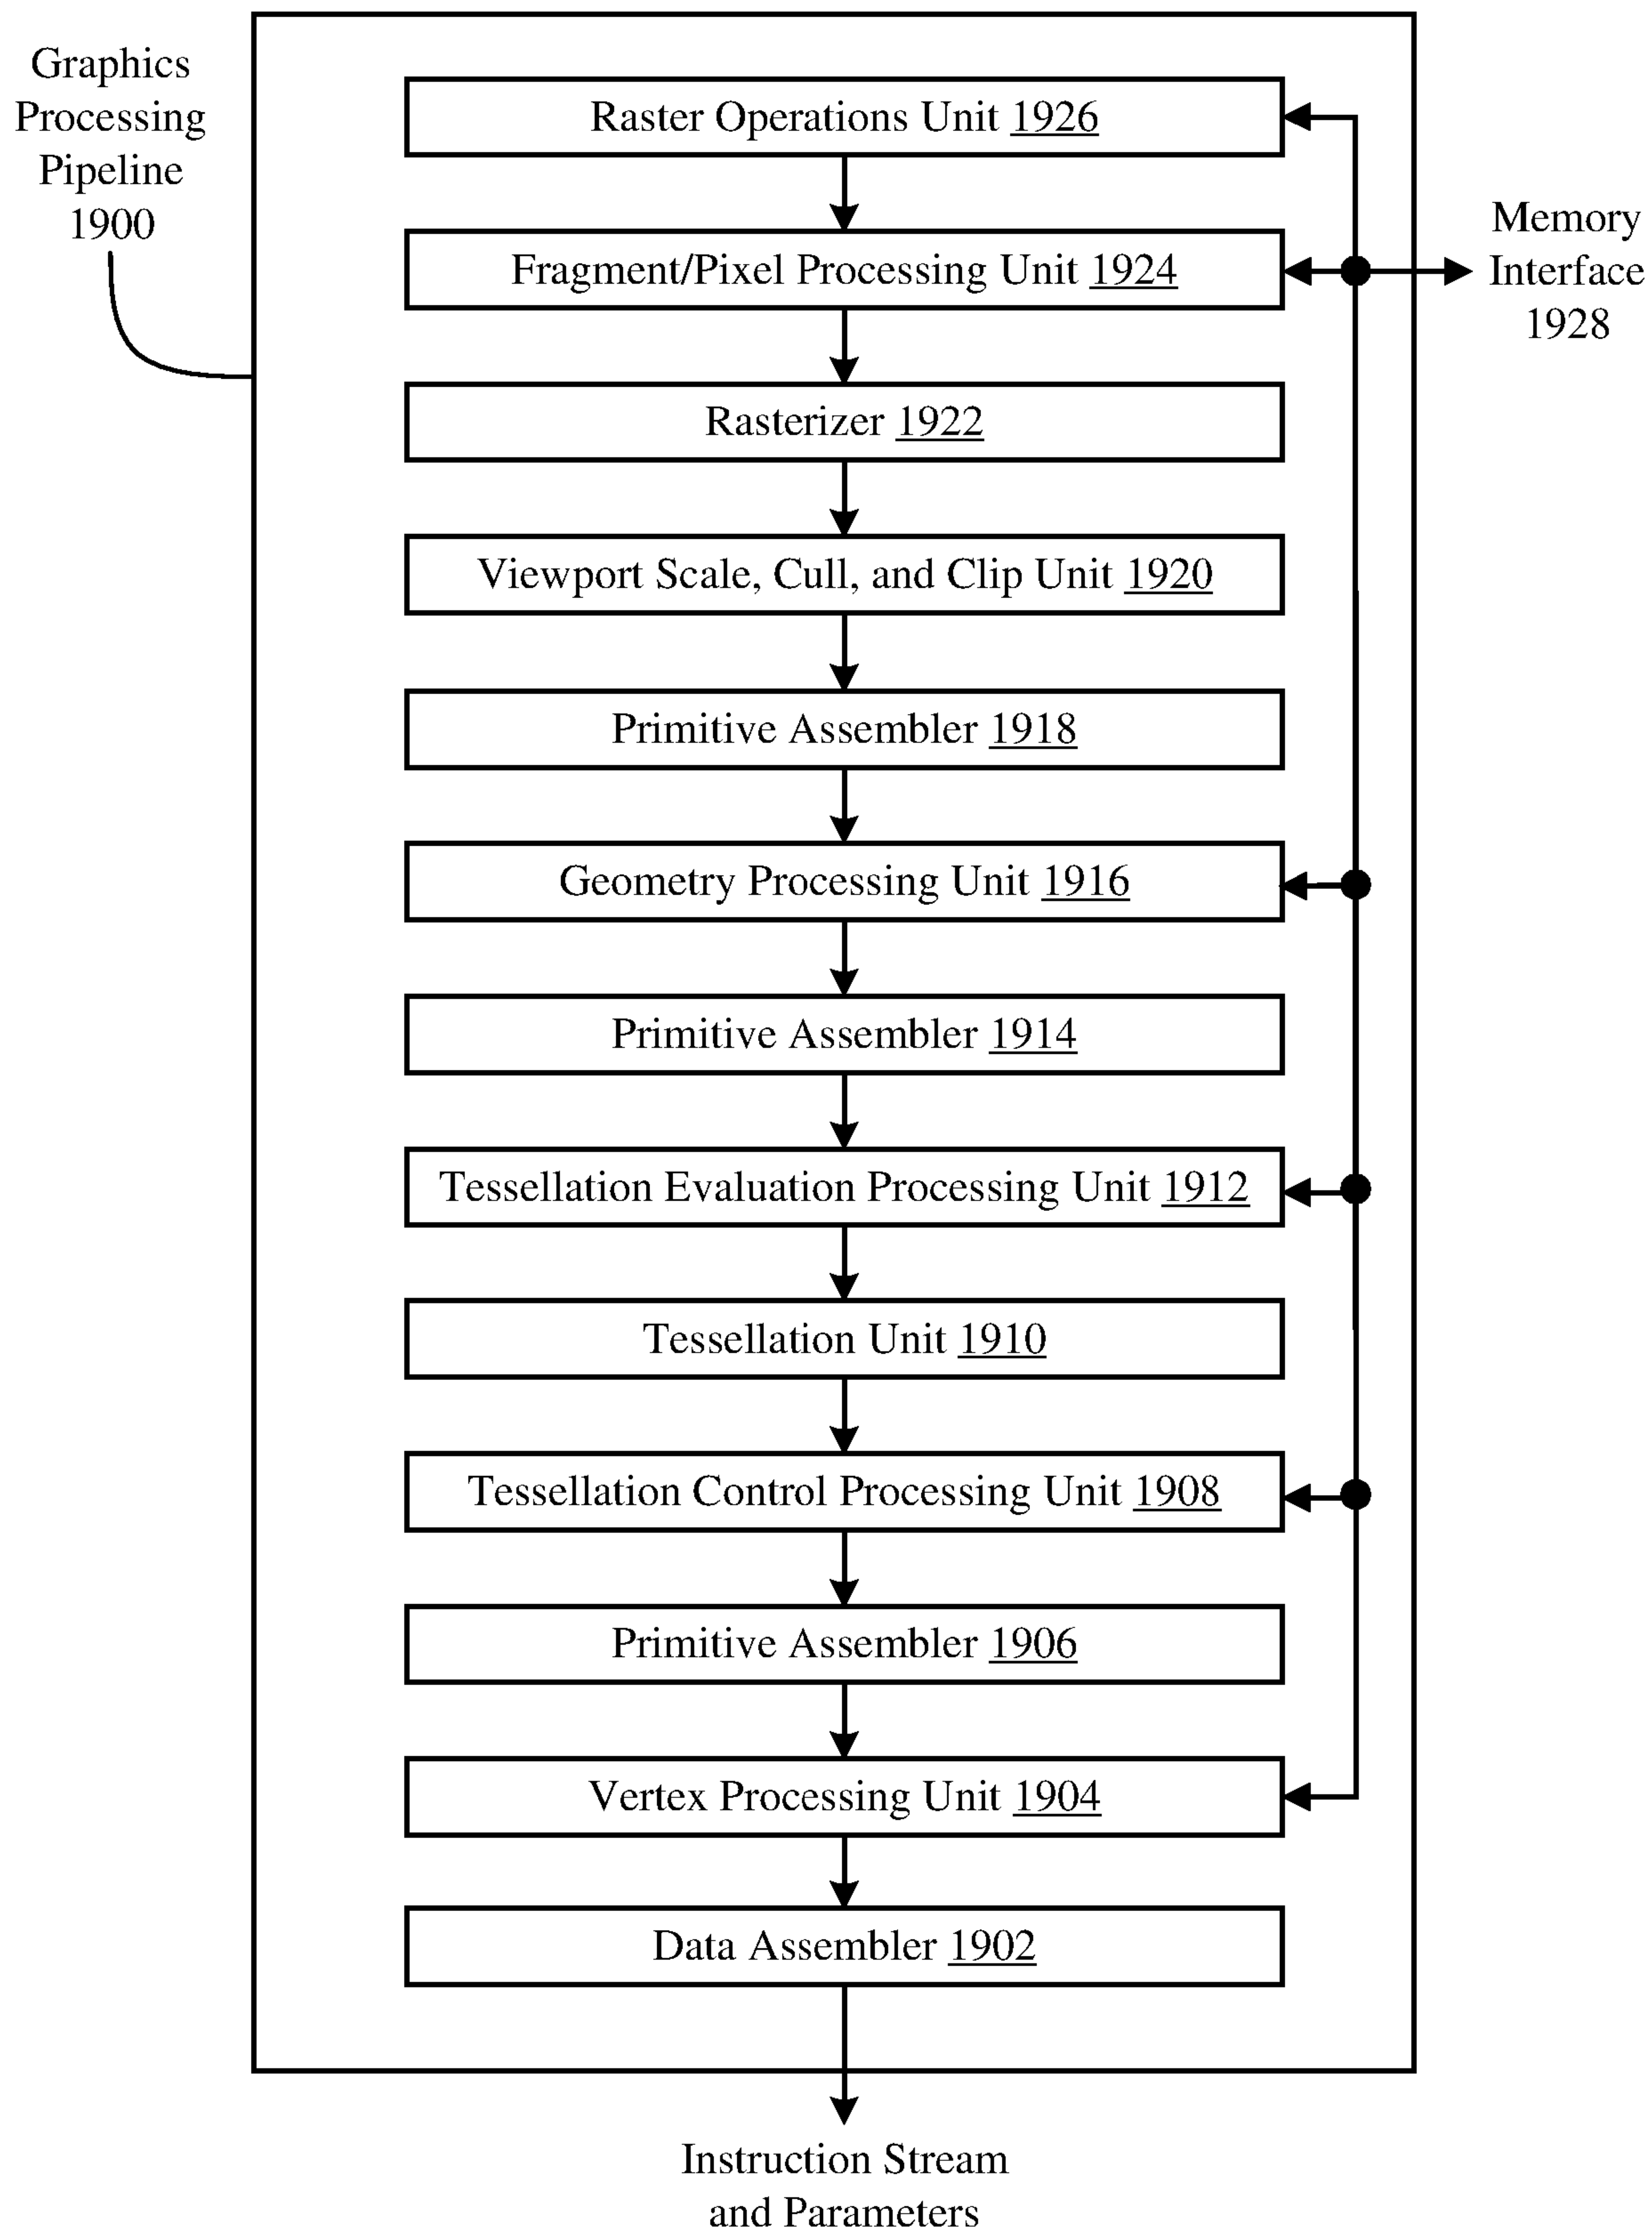 Graphics
Processing
Pipeline
1900
Raster Operations Unit 1926
Fragment/Pixel Processing Unit 1924
Memory
Interface
1928
Rasterizer 1922
Viewport Scale, Cull, and Clip Unit 1920
Primitive Assembler 1918
Geometry Processing Unit 1916
Primitive Assembler 1914
Tessellation Evaluation Processing Unit 1912
Tessellation Unit 1910
Tessellation Control Processing Unit 1908
Primitive Assembler 1906
Vertex Processing Unit 1904
Data Assembler 1902
Instruction Stream
and Parameters